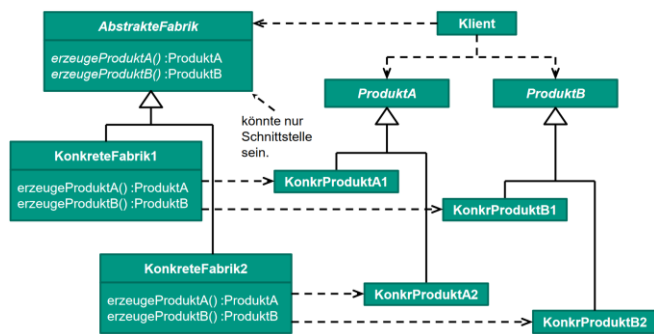 AbstrakteFabrik
erzeugeProduktA() :ProduktA
erzeugeProduktB() :ProduktB
Klient
ProduktA
ProduktB
könnte nur
Schnittstelle
sein.
KonkreteFabrik1
erzeugeProduktA() :ProduktA
erzeugeProduktB() :ProduktB
KonkrProduktA1
KonkrProduktB1
KonkreteFabrik2
erzeugeProduktA() :ProduktA
erzeugeProduktB() :ProduktB
KonkrProduktA2
KonkrProduktB2